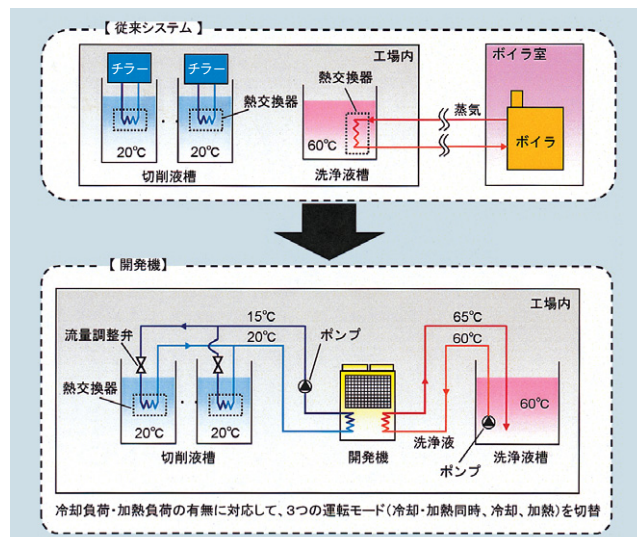 【 従来システム 】
工場内
ボイラ室
チラー
チラー
熱交換器
熱交換器
蒸気
ボイラ
20℃
20℃
60℃
切削液槽
洗浄液槽
【 開発機】
工場内
15℃
65℃
流量調整弁
20℃
ポンプ
60℃
熱交換器
60℃
20℃
20℃
洗浄液
ポンプ
切削液槽
開発機
洗浄液槽
冷却負荷・加熱負荷の有無に対応して、3つの運転モード(冷却・加熱同時、冷却、加熱)を切替